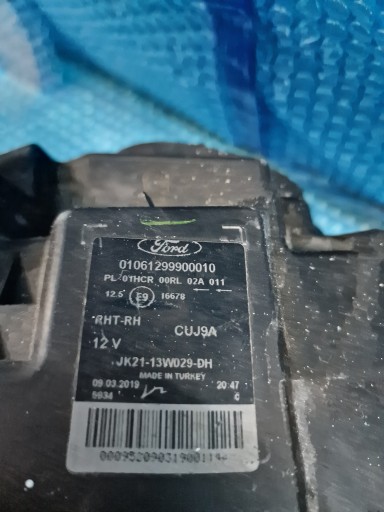 Ford
01061299900010
PL 01HCR 00RL 02A 011
12.5 E9 16678
RHT-RH CUJ9A
12 V
JK21-13W029-DH
MADE IN TURKEY
09.03.2019 20:47
5934 C